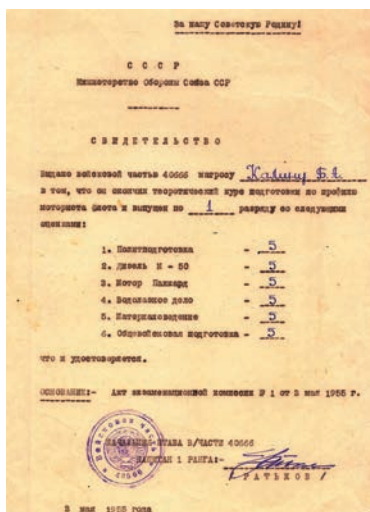 За нашу Советскую Родину!
С С С Р
Министерство Обороны Союза ССР
С В И Д Е Т Е Л Ь С Т В О
Выдано войсковой частью 40666 матросу
в том, что он окончил теоретический курс подготовки по профилю
моториста флота и выпущен по 1 разряду со следующими
оценками:
1. Политподготовка - 5
2. Дизель К - 50 - 5
3. Мотор Паккард - 5
4. Водолазное дело - 5
5. Материаловедение - 5
6. Общевойсковая подготовка - 5
что и удостоверяется.
ОСНОВАНИЕ:- Акт экзаменационной комиссии № 1 от 2 мая 1955 г.
НАЧАЛЬНИК ШТАБА В/ЧАСТИ 40666
КАПИТАН 1 РАНГА:-
2 мая 1955 года